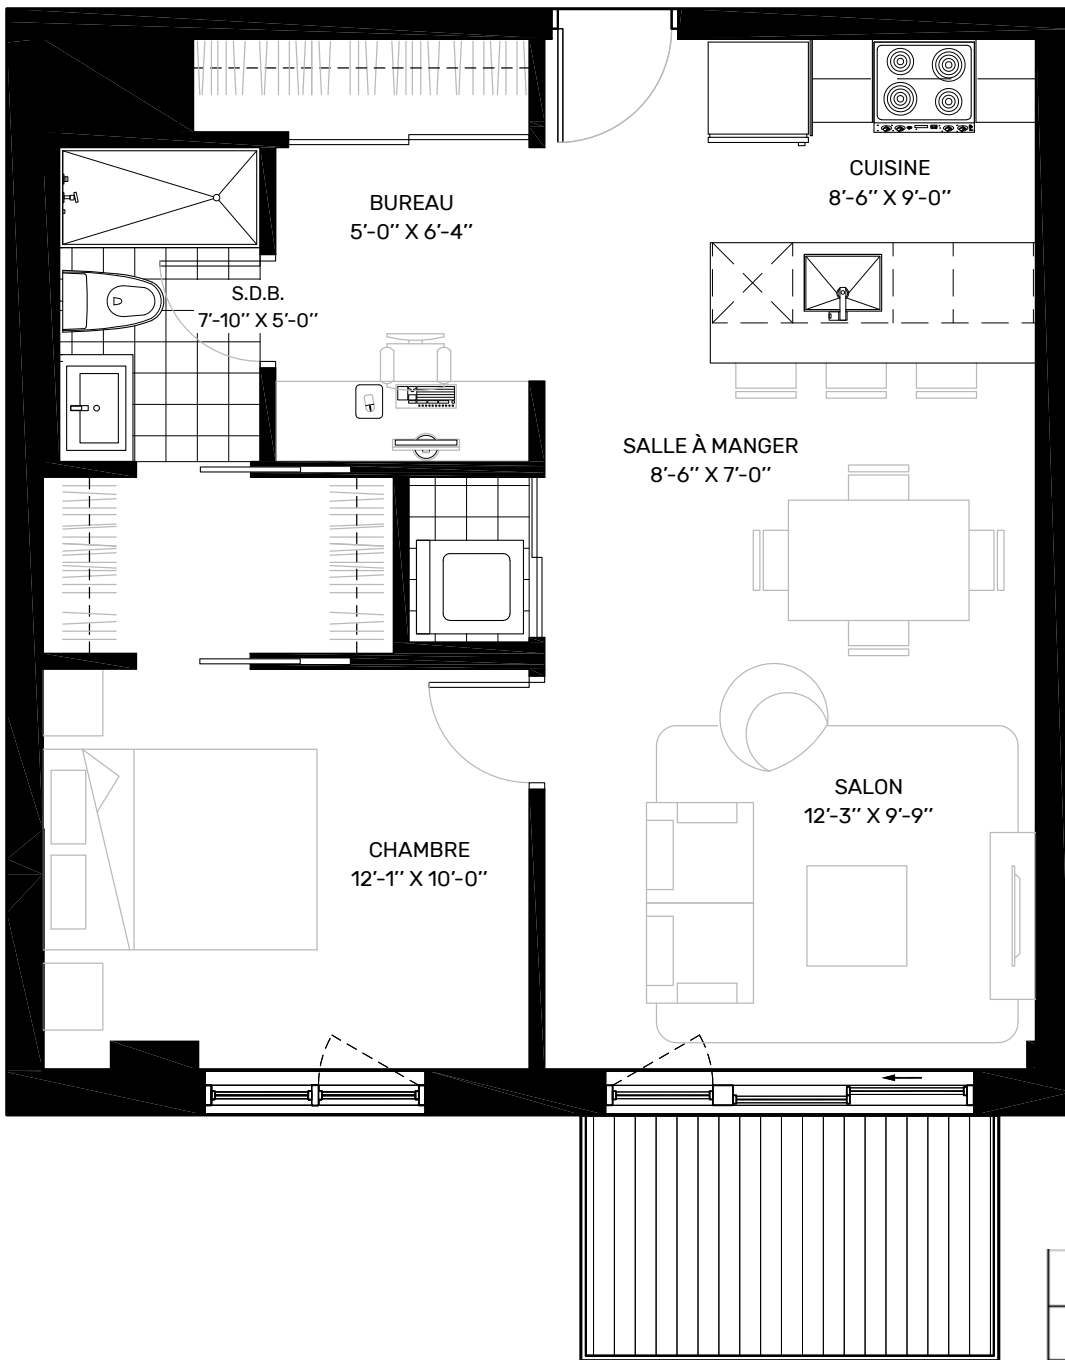 CUISINE
8'-6'' X 9'-0''
BUREAU
5'-0'' X 6'-4''
S.D.B.
7'-10'' X 5'-0''
SALLE À MANGER
8'-6'' X 7'-0''
SALON
12'-3'' X 9'-9''
CHAMBRE
12'-1'' X 10'-0''